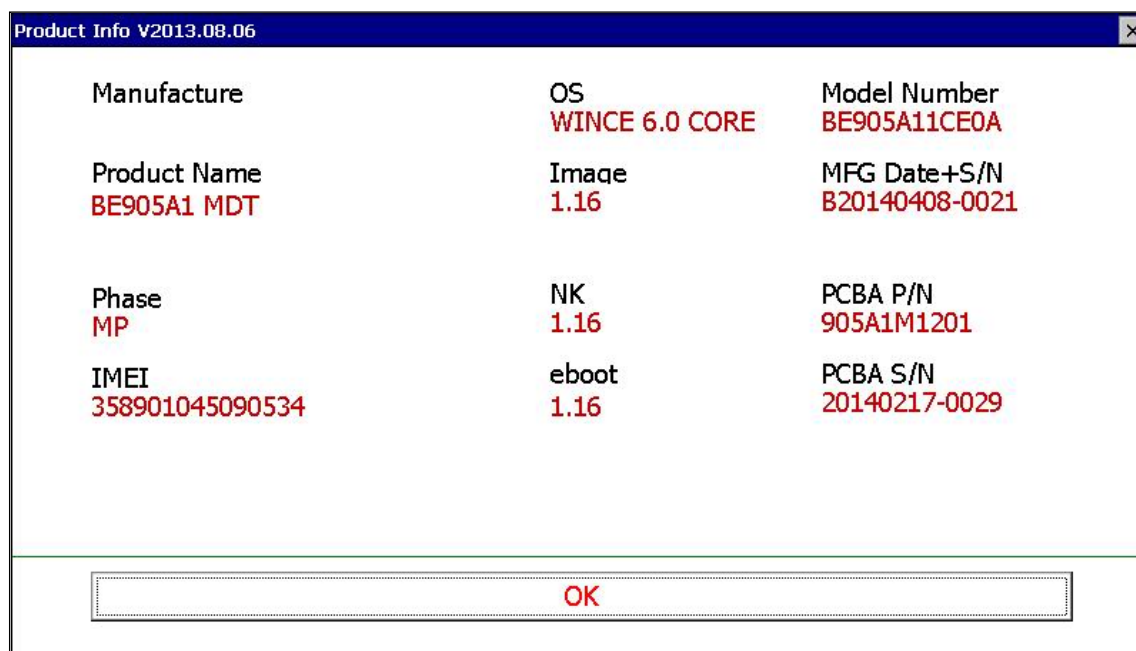 Product Info V2013.08.06
Manufacture
OS
WINCE 6.0 CORE
Model Number
BE905A11CE0A
Product Name
BE905A1 MDT
Image
1.16
MFG Date+S/N
B20140408-0021
Phase
MP
NK
1.16
PCBA P/N
905A1M1201
IMEI
358901045090534
eboot
1.16
PCBA S/N
20140217-0029
OK